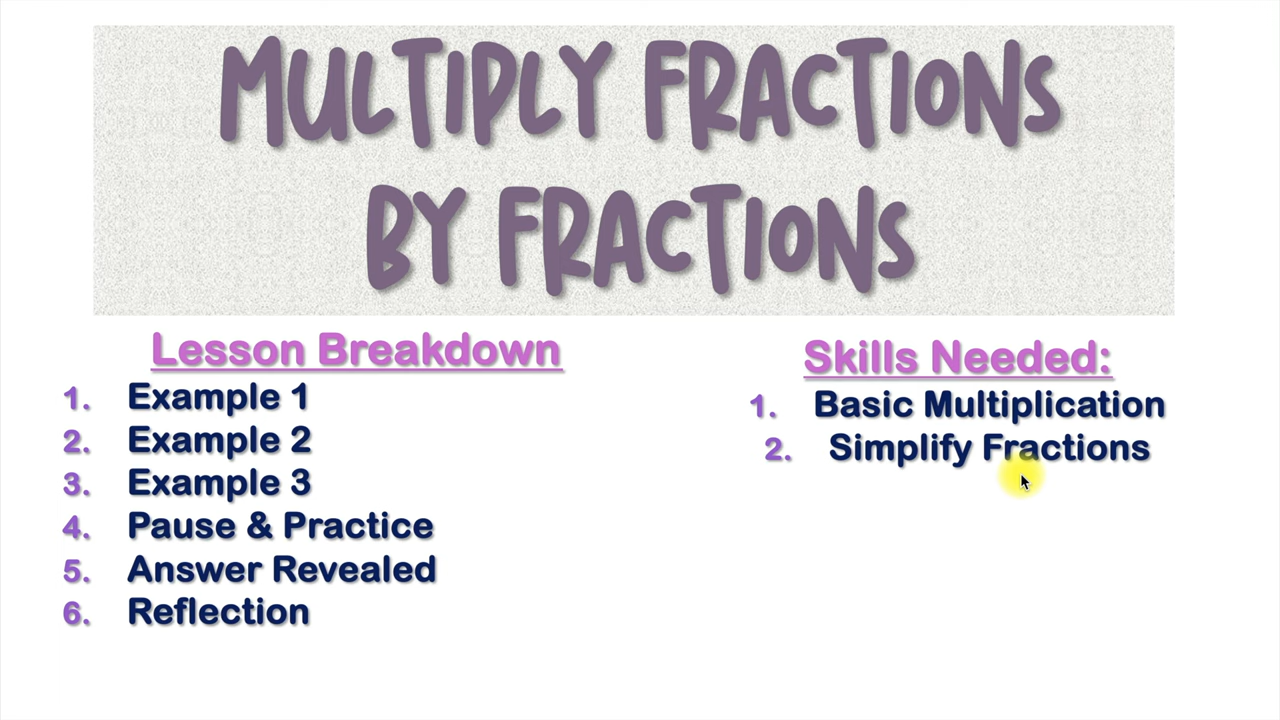 MULTIPLY FRACTIONS
BY FRACTIONS
Lesson Breakdown
1. Example 1
2. Example 2
3. Example 3
4. Pause & Practice
5. Answer Revealed
6. Reflection
Skills Needed:
1. Basic Multiplication
2. Simplify Fractions